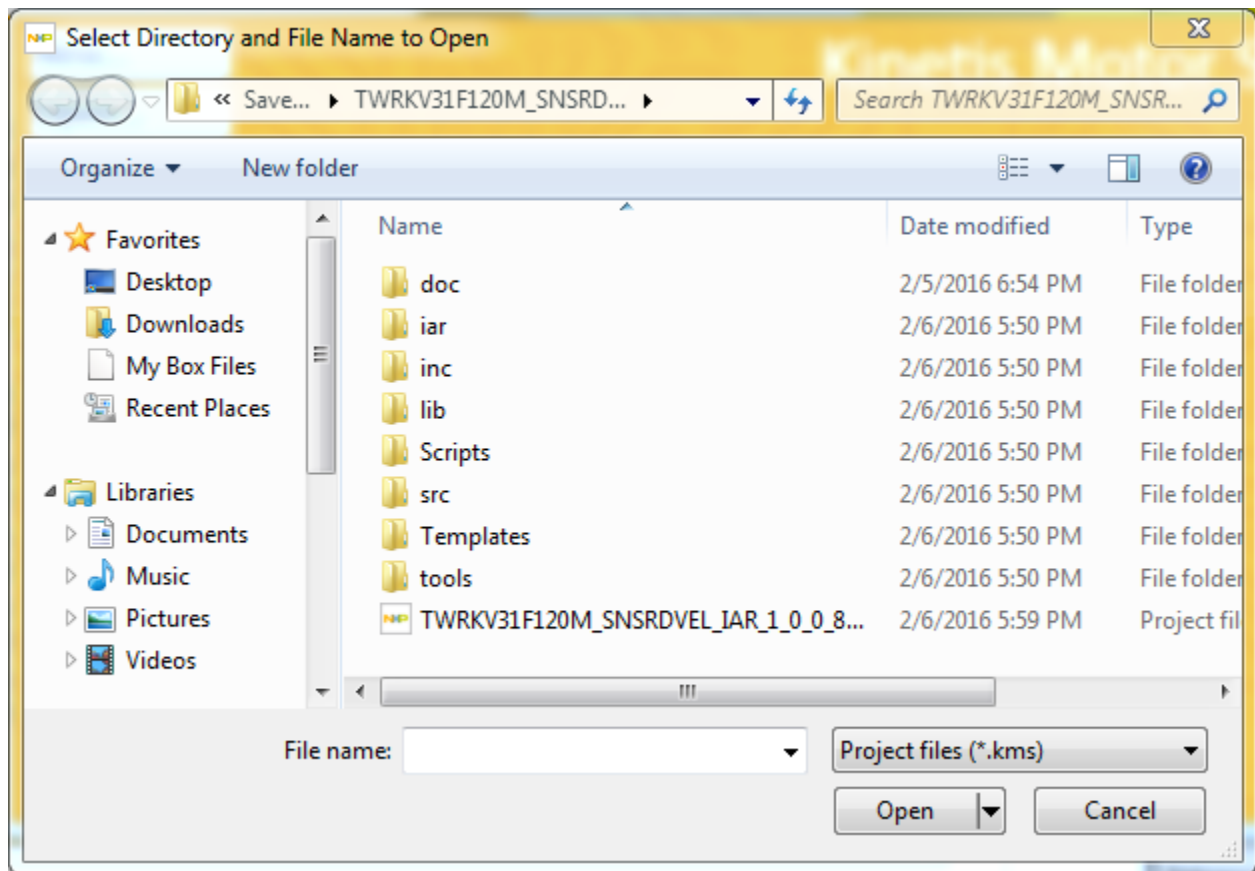 NXP Select Directory and File Name to Open
Kinetis Motor S
« Save... TWRKV31F120M_SNSRD...
Search TWRKV31F120M_SNSR...
Organize New folder
Name Date modified Type
Favorites
Desktop
Downloads
My Box Files
Recent Places
Libraries
Documents
Music
Pictures
Videos
doc 2/5/2016 6:54 PM File folder
iar 2/6/2016 5:50 PM File folder
inc 2/6/2016 5:50 PM File folder
lib 2/6/2016 5:50 PM File folder
Scripts 2/6/2016 5:50 PM File folder
src 2/6/2016 5:50 PM File folder
Templates 2/6/2016 5:50 PM File folder
tools 2/6/2016 5:50 PM File folder
NXP TWRKV31F120M_SNSRDVEL_IAR_1_0_0_8... 2/6/2016 5:59 PM Project fil
File name: Project files (*.kms)
Open Cancel